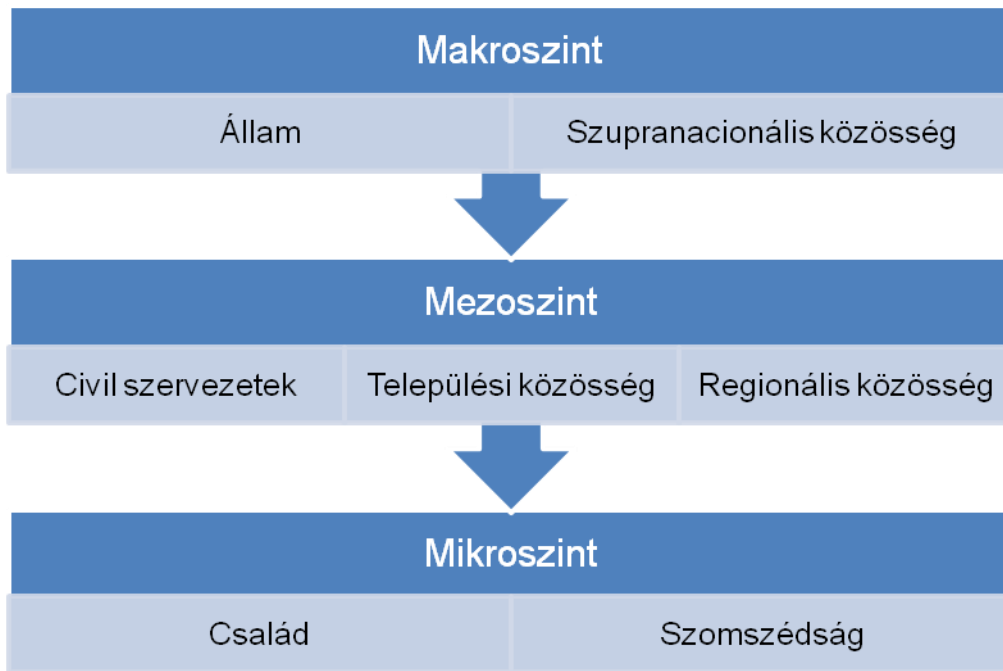 Makroszint
Állam Szupranacionális közösség
Mezoszint
Civil szervezetek Települési közösség Regionális közösség
Mikroszint
Család Szomszédság